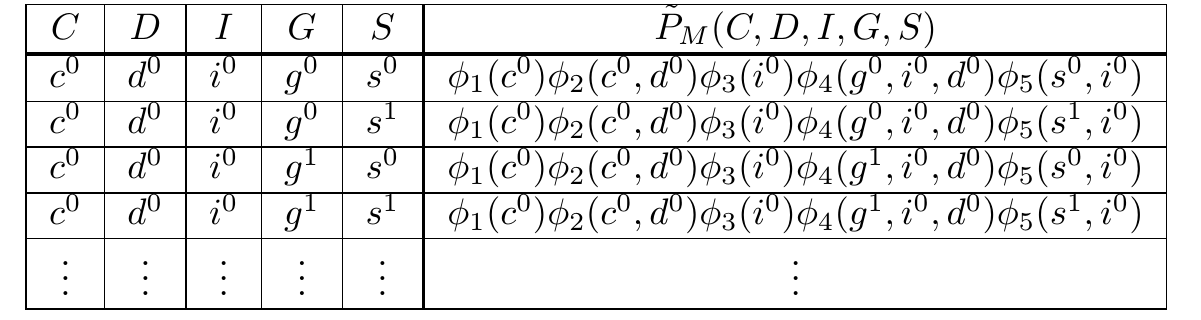 C D I G S P̃_M(C, D, I, G, S)
c⁰ d⁰ i⁰ g⁰ s⁰ ϕ₁(c⁰)ϕ₂(c⁰, d⁰)ϕ₃(i⁰)ϕ₄(g⁰, i⁰, d⁰)ϕ₅(s⁰, i⁰)
c⁰ d⁰ i⁰ g⁰ s¹ ϕ₁(c⁰)ϕ₂(c⁰, d⁰)ϕ₃(i⁰)ϕ₄(g⁰, i⁰, d⁰)ϕ₅(s¹, i⁰)
c⁰ d⁰ i⁰ g¹ s⁰ ϕ₁(c⁰)ϕ₂(c⁰, d⁰)ϕ₃(i⁰)ϕ₄(g¹, i⁰, d⁰)ϕ₅(s⁰, i⁰)
c⁰ d⁰ i⁰ g¹ s¹ ϕ₁(c⁰)ϕ₂(c⁰, d⁰)ϕ₃(i⁰)ϕ₄(g¹, i⁰, d⁰)ϕ₅(s¹, i⁰)
⋮ ⋮ ⋮ ⋮ ⋮ ⋮